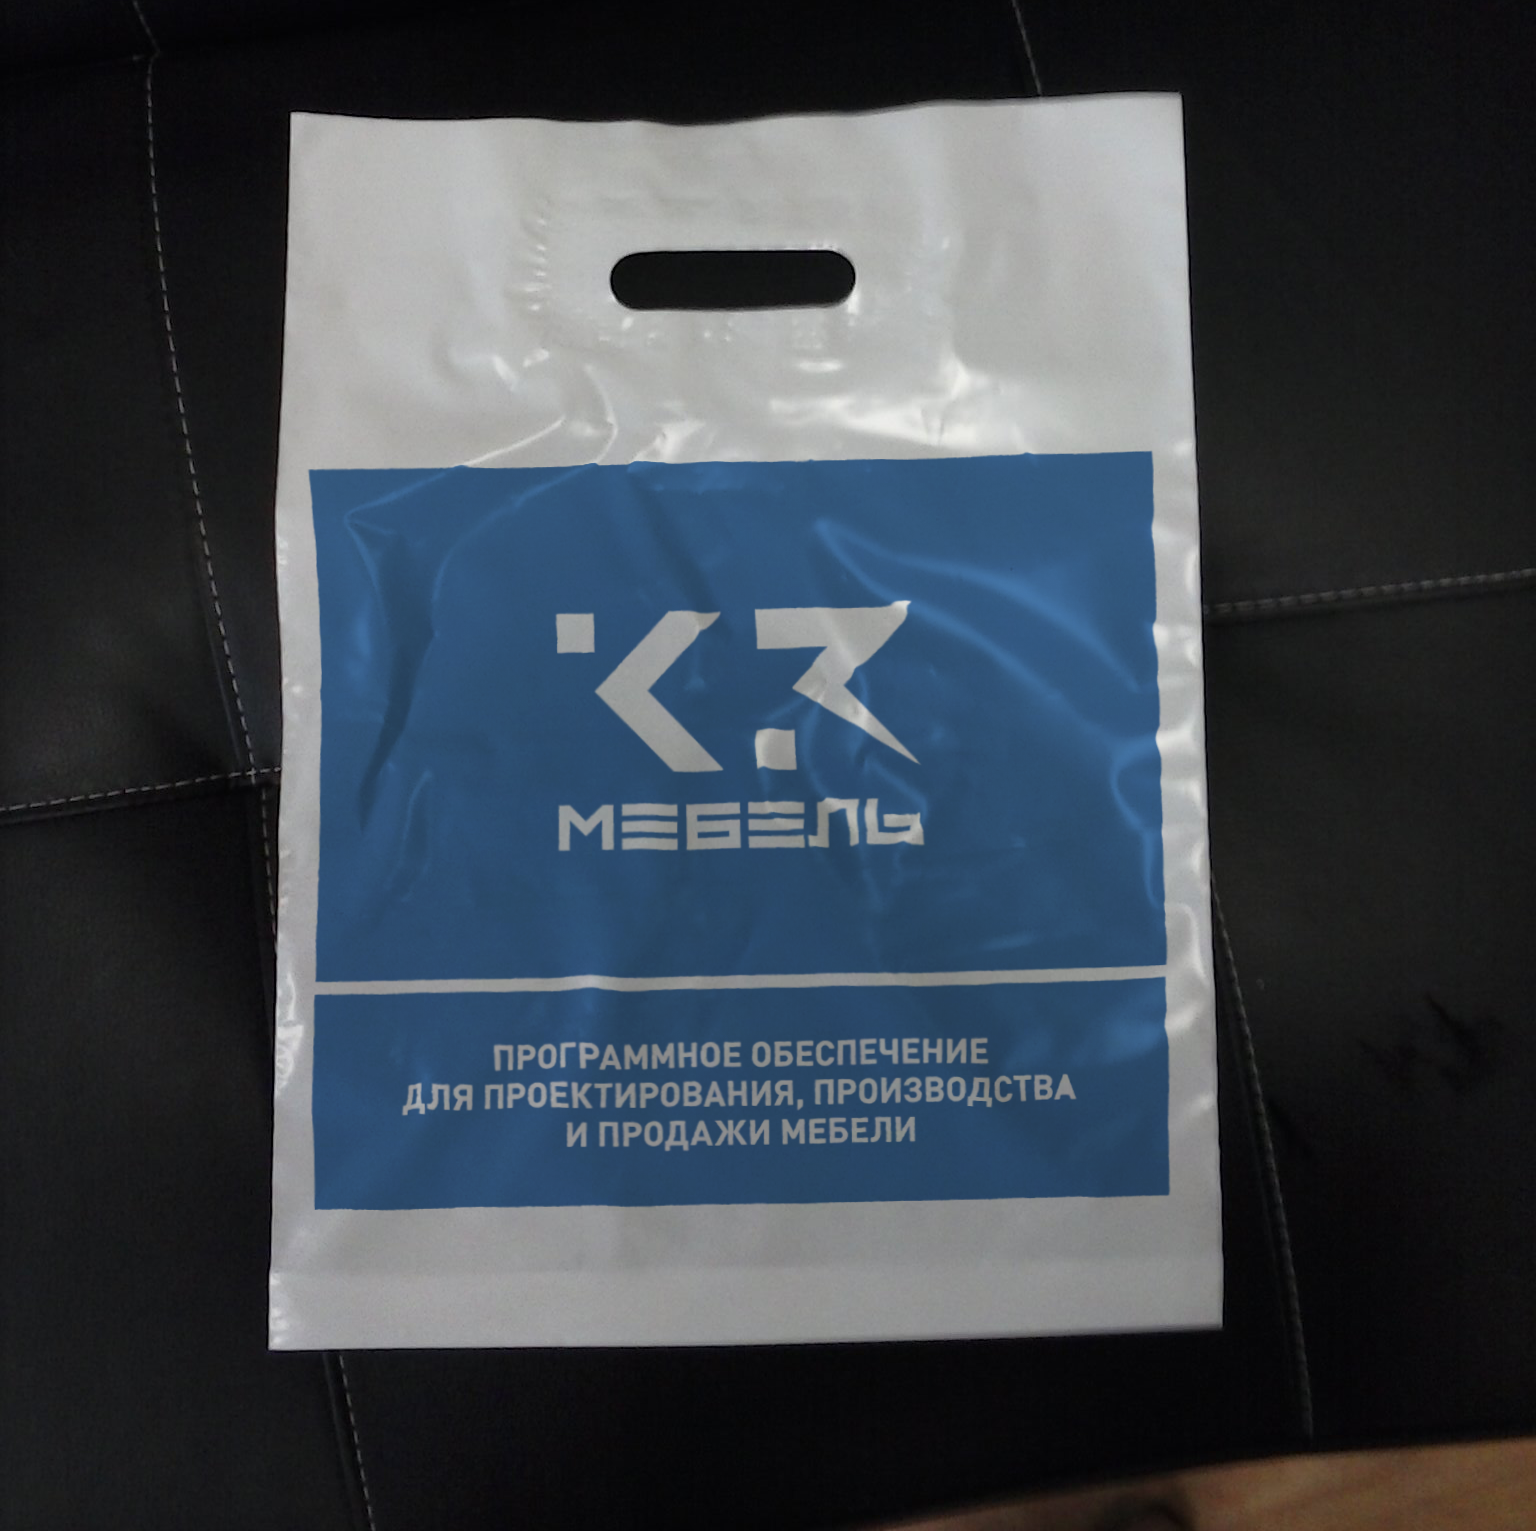 К3
МЕБЕЛЬ
ПРОГРАММНОЕ ОБЕСПЕЧЕНИЕ
ДЛЯ ПРОЕКТИРОВАНИЯ, ПРОИЗВОДСТВА
И ПРОДАЖИ МЕБЕЛИ